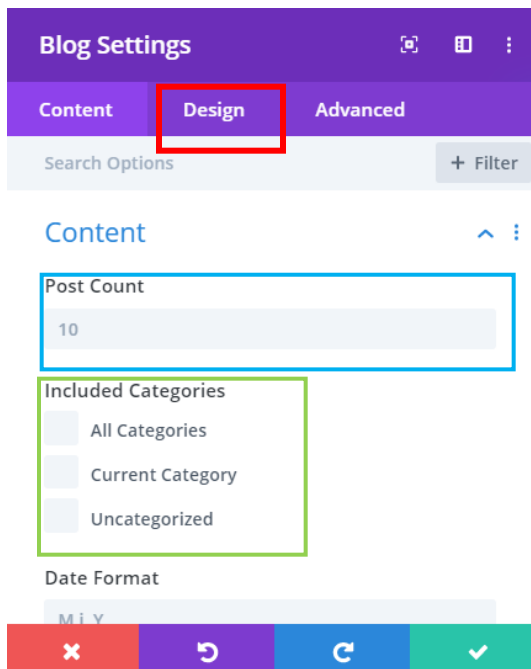 Blog Settings
Content Design Advanced
Search Options + Filter
Content
Post Count
10
Included Categories
All Categories
Current Category
Uncategorized
Date Format
M j, Y